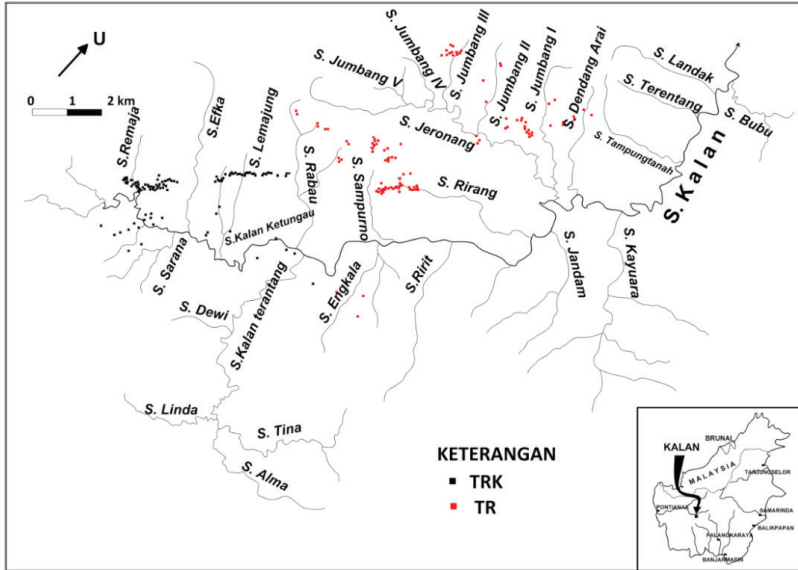 U
0 1 2 km
S.Remaja
S.Efka
S. Lemajung
S. Rabau
S. Jumbang V
S. Jumbang IV
S. Jumbang III
S. Jumbang II
S. Jumbang I
S. Dendang Arai
S. Landak
S. Terentang
S. Bubu
S. Tampungtanah
S. Kalan
S. Jeronang
S. Sampurno
S. Rirang
S.Kalan Ketungau
S. Sarana
S. Dewi
S.Kalan terantang
S. Engkala
S.Ririt
S. Jandam
S. Kayuara
S. Linda
S. Tina
S. Alma
KETERANGAN
TRK
TR
KALAN
BRUNAI
MALAYSIA
TANJUNGSELOR
PONTIANAK
SAMARINDA
BALIKPAPAN
PALANGKARAYA
BANJARMASIN